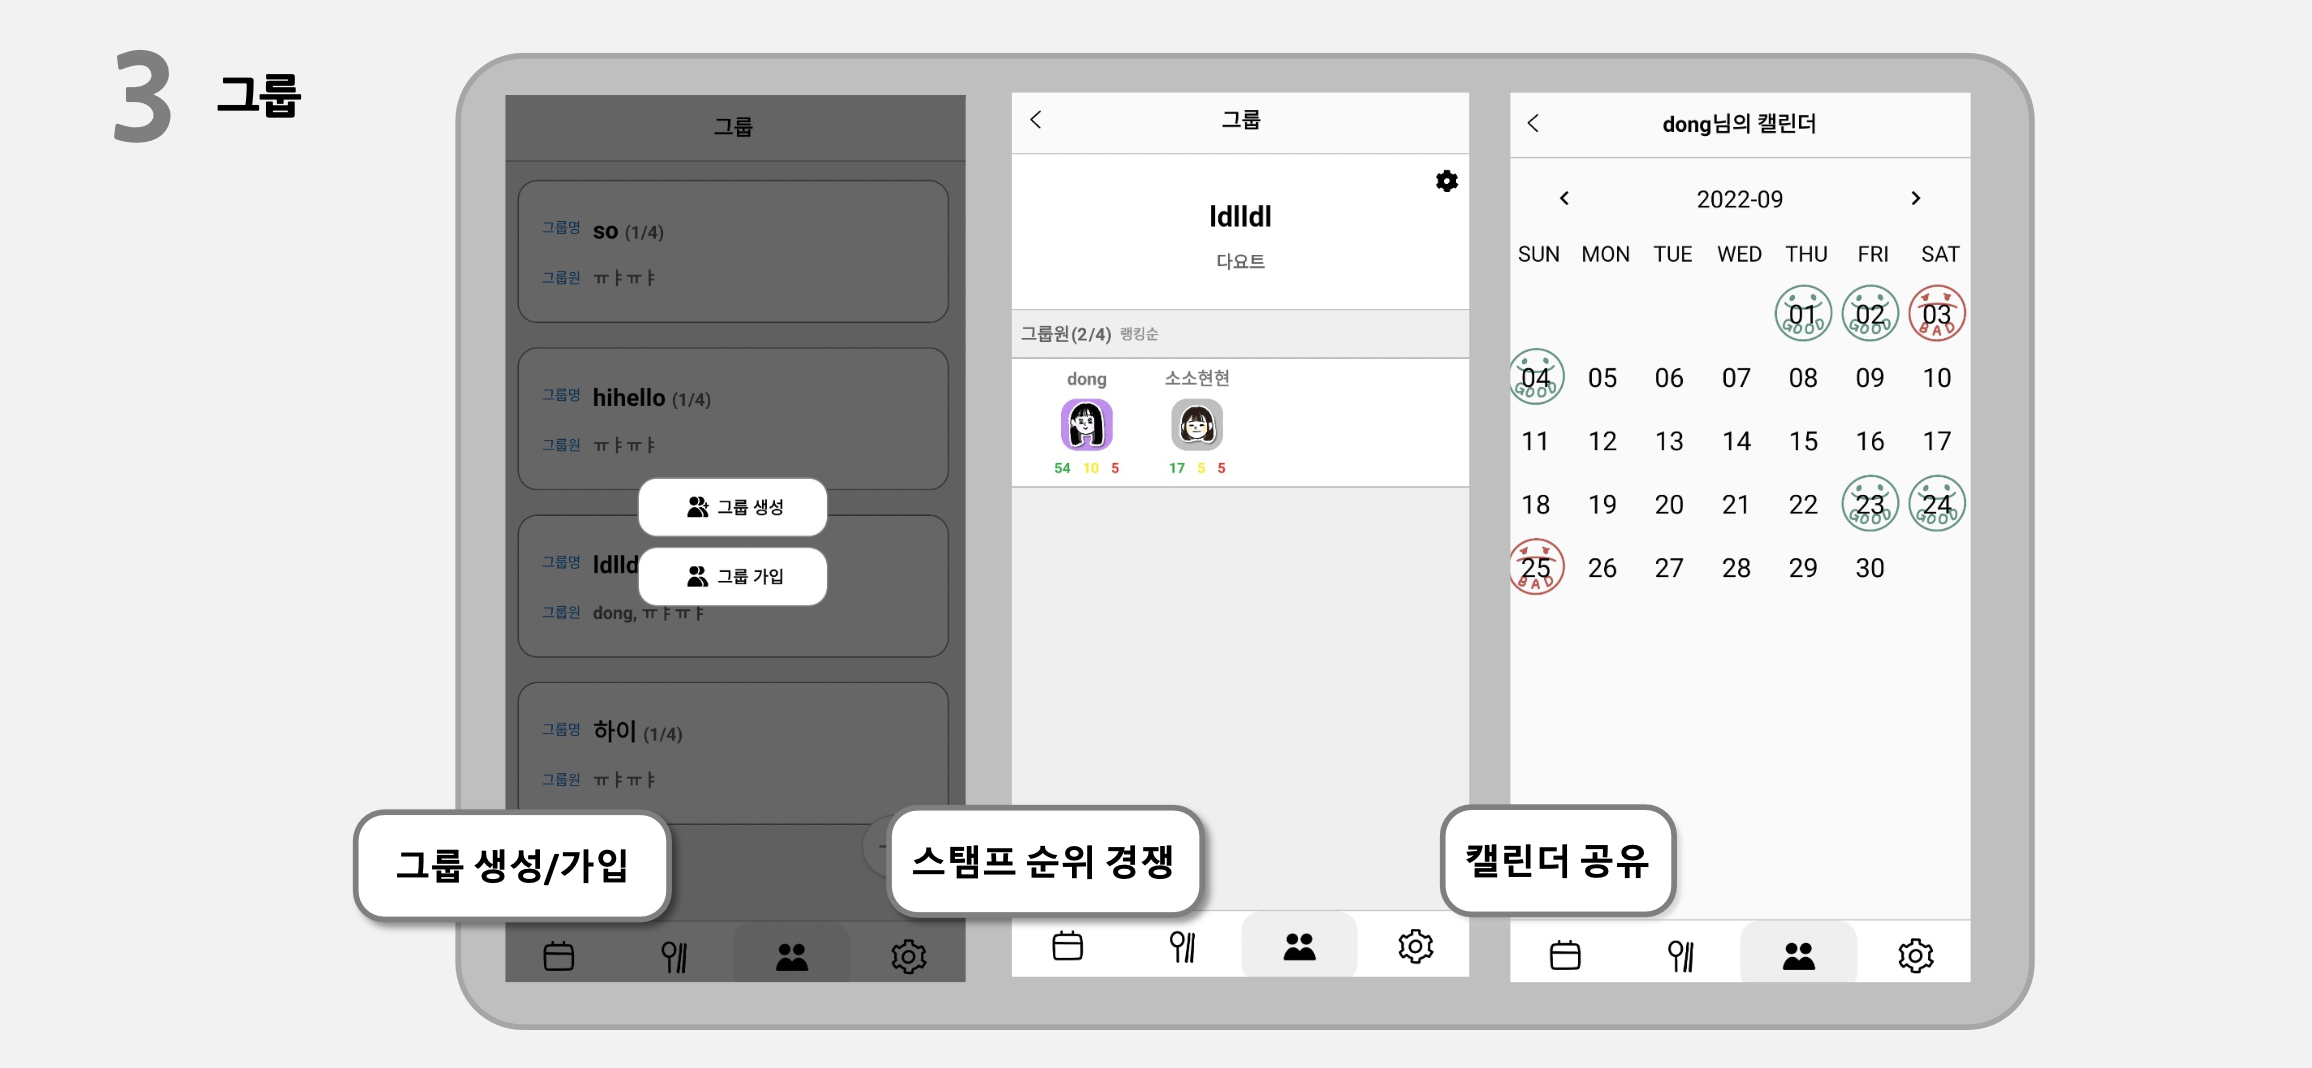 3 그룹
그룹
그룹명 so (1/4)
그룹원 ㅠㅑㅠㅑ
그룹명 hihello (1/4)
그룹원 ㅠㅑㅠㅑ
그룹 생성
그룹명 ldlld
그룹 가입
그룹원 dong, ㅠㅑㅠㅑ
그룹명 하이 (1/4)
그룹원 ㅠㅑㅠㅑ
그룹 생성/가입
그룹
ldlldl
다요트
그룹원(2/4) 랭킹순
dong 소소현현
54 10 5 17 5 5
스탬프 순위 경쟁
dong님의 캘린더
2022-09
SUN MON TUE WED THU FRI SAT
01 02 03
GOOD GOOD BAD
04 05 06 07 08 09 10
GOOD
11 12 13 14 15 16 17
18 19 20 21 22 23 24
GOOD GOOD
25 26 27 28 29 30
BAD
캘린더 공유